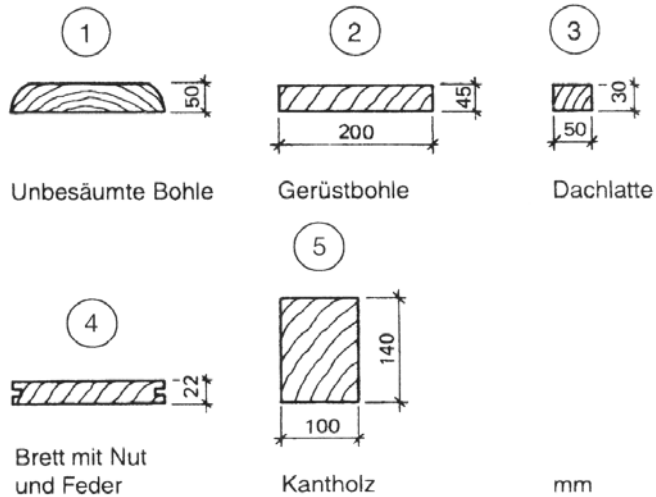 1
2
3
50
45
200
30
50
Unbesäumte Bohle
Gerüstbohle
Dachlatte
4
5
22
140
100
Brett mit Nut
und Feder
Kantholz
mm